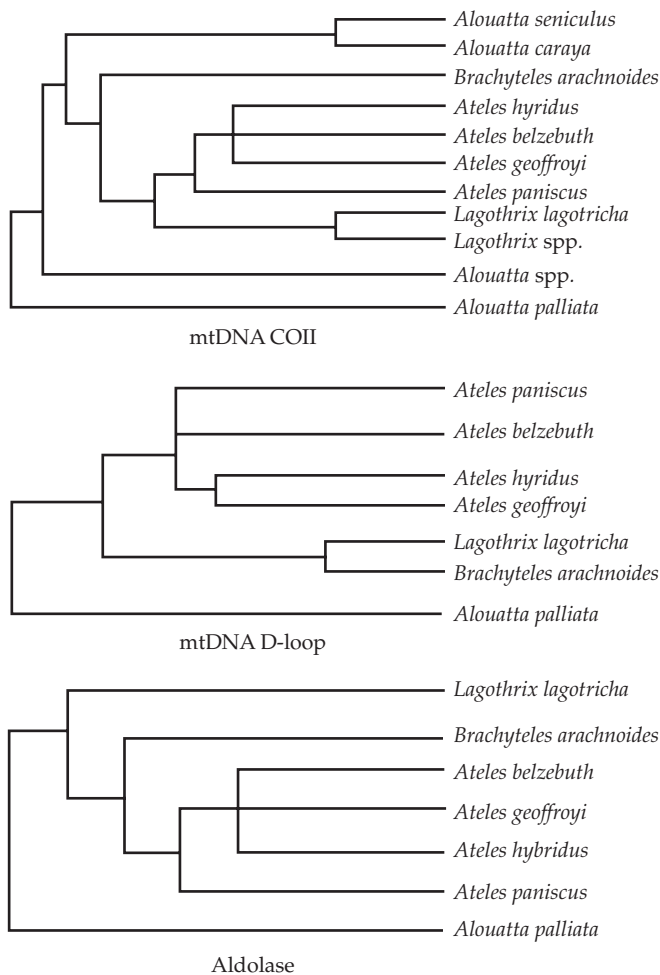 Alouatta seniculus
Alouatta caraya
Brachyteles arachnoides
Ateles hyridus
Ateles belzebuth
Ateles geoffroyi
Ateles paniscus
Lagothrix lagotricha
Lagothrix spp.
Alouatta spp.
Alouatta palliata
mtDNA COII
Ateles paniscus
Ateles belzebuth
Ateles hyridus
Ateles geoffroyi
Lagothrix lagotricha
Brachyteles arachnoides
Alouatta palliata
mtDNA D-loop
Lagothrix lagotricha
Brachyteles arachnoides
Ateles belzebuth
Ateles geoffroyi
Ateles hybridus
Ateles paniscus
Alouatta palliata
Aldolase